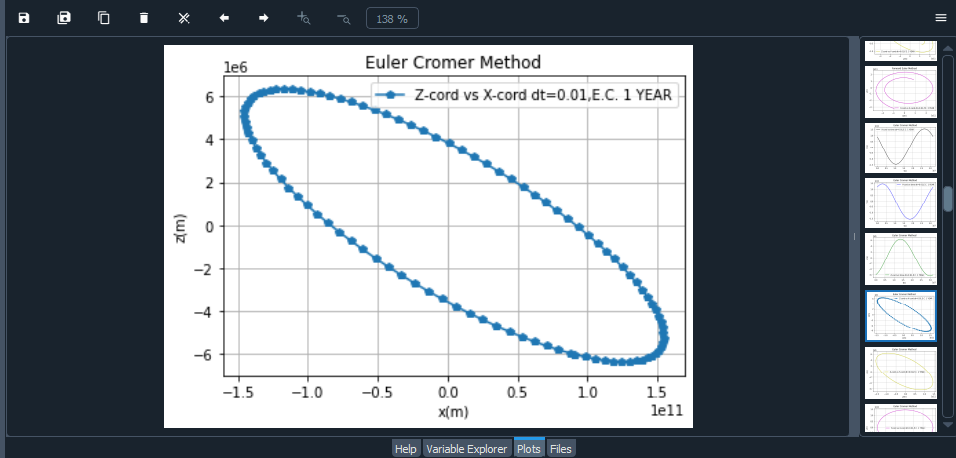 138 %
Euler Cromer Method
1e6
Z-cord vs X-cord dt=0.01,E.C. 1 YEAR
6
4
2
0
−2
−4
−6
z(m)
−1.5 −1.0 −0.5 0.0 0.5 1.0 1.5
x(m)
1e11
Help Variable Explorer Plots Files